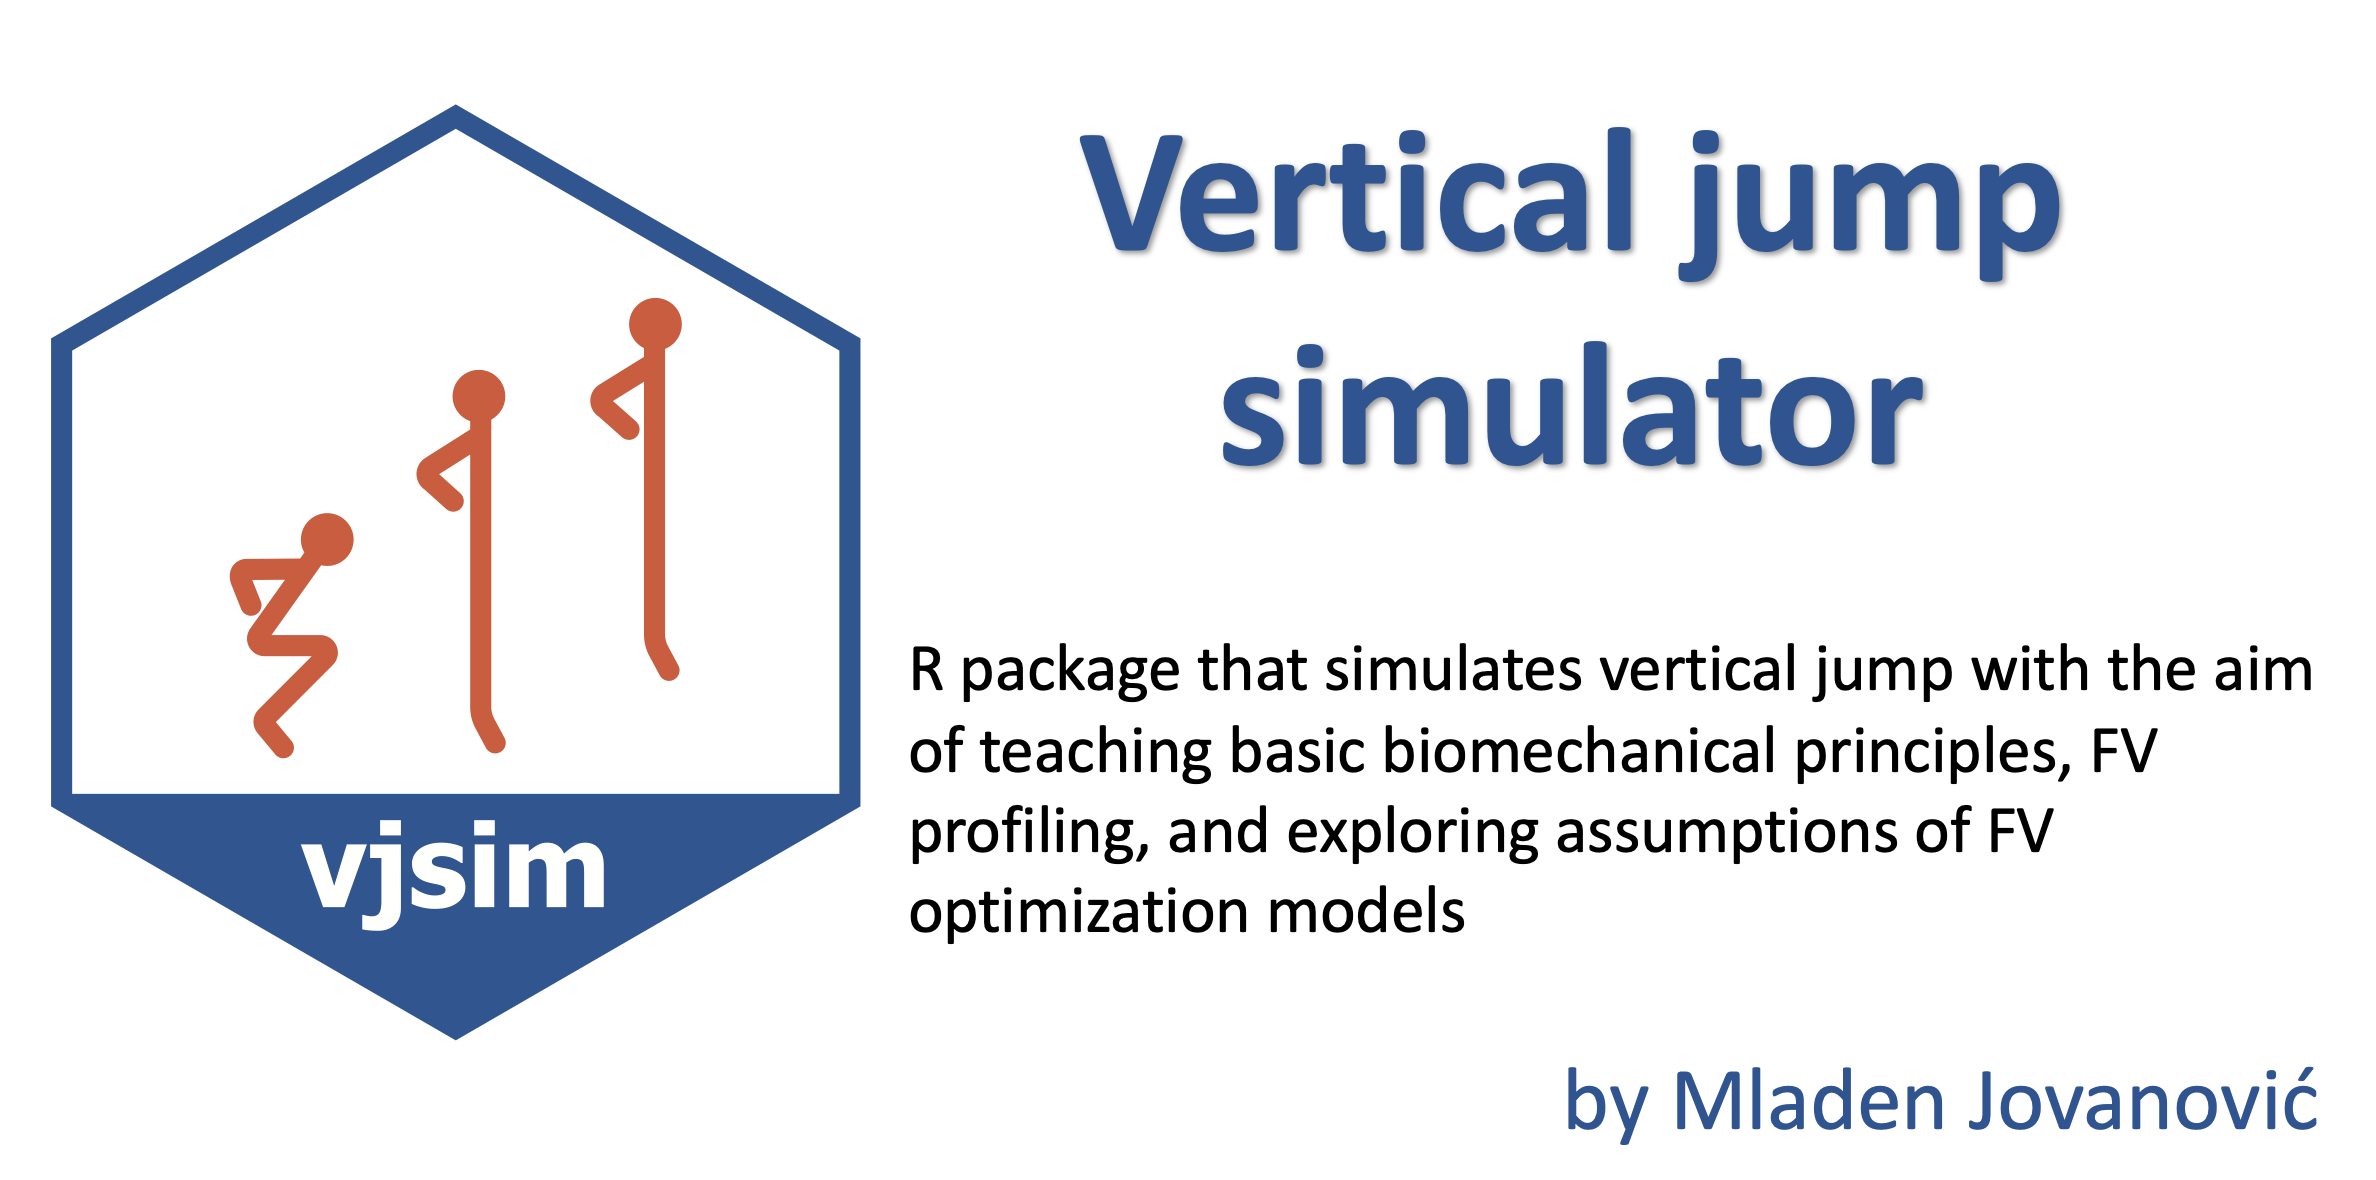 Vertical jump
simulator
vjsim
R package that simulates vertical jump with the aim
of teaching basic biomechanical principles, FV
profiling, and exploring assumptions of FV
optimization models
by Mladen Jovanović